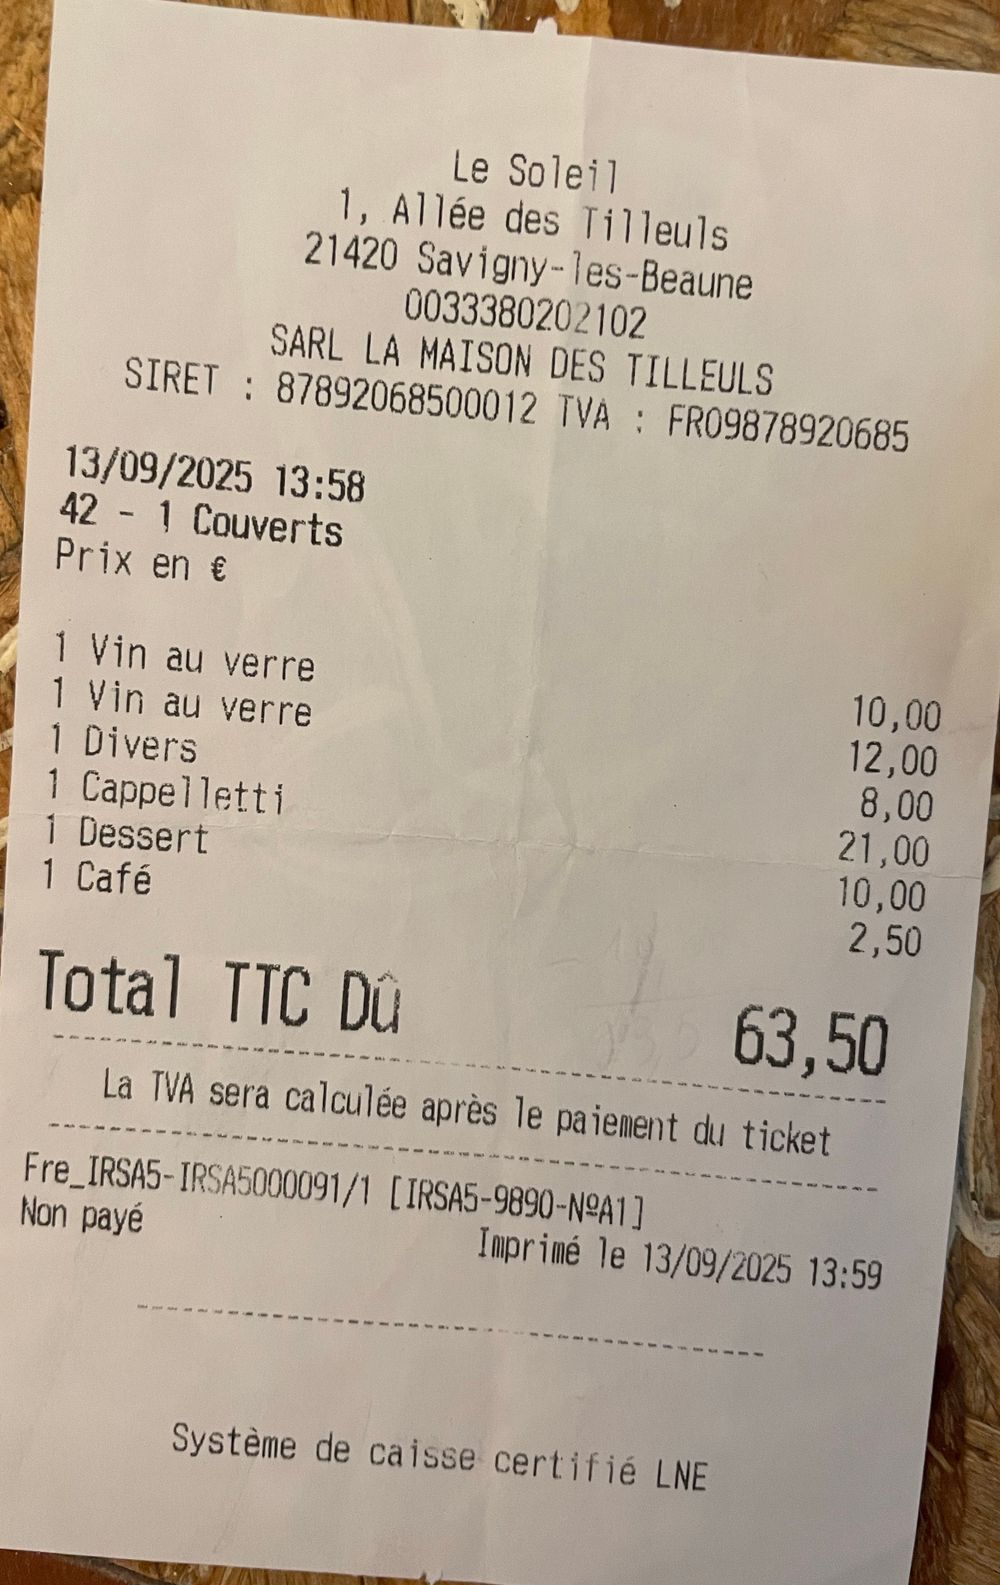 Le Soleil
1, Allée des Tilleuls
21420 Savigny-les-Beaune
0033380202102
SARL LA MAISON DES TILLEULS
SIRET : 87892068500012 TVA : FR09878920685
13/09/2025 13:58
42 - 1 Couverts
Prix en €
1 Vin au verre 10,00
1 Vin au verre 12,00
1 Divers 8,00
1 Cappelletti 21,00
1 Dessert 10,00
1 Café 2,50
Total TTC Dû 63,50
La TVA sera calculée après le paiement du ticket
Fre_IRSA5-IRSA5000091/1 [IRSA5-9890-NºA1]
Non payé
Imprimé le 13/09/2025 13:59
Système de caisse certifié LNE